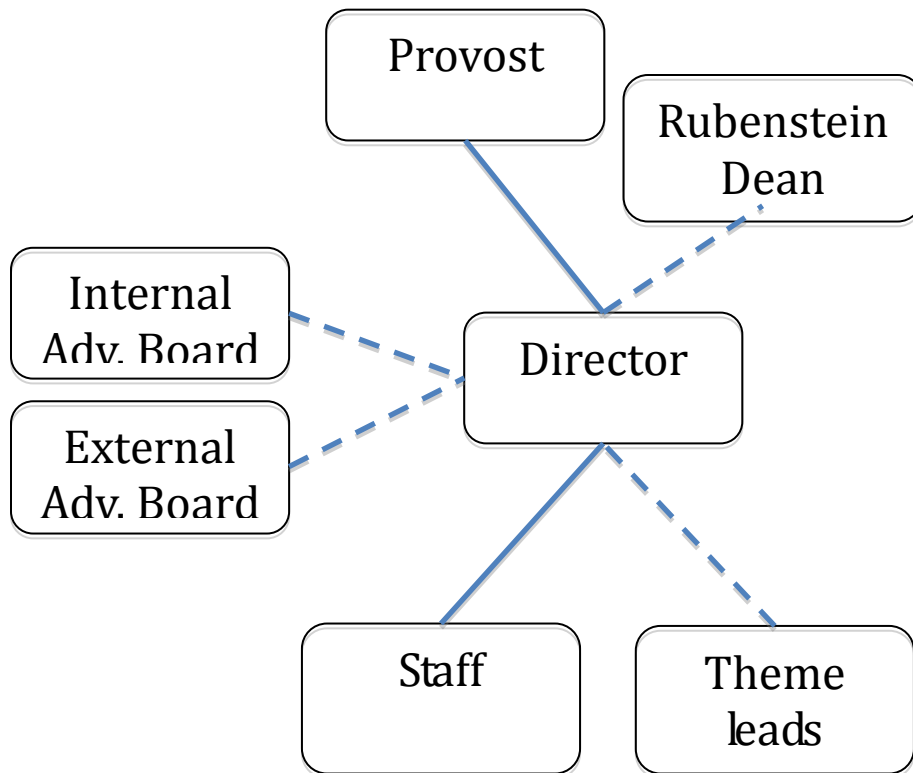 Provost
Rubenstein
Dean
Internal
Adv. Board
Director
External
Adv. Board
Staff
Theme
leads